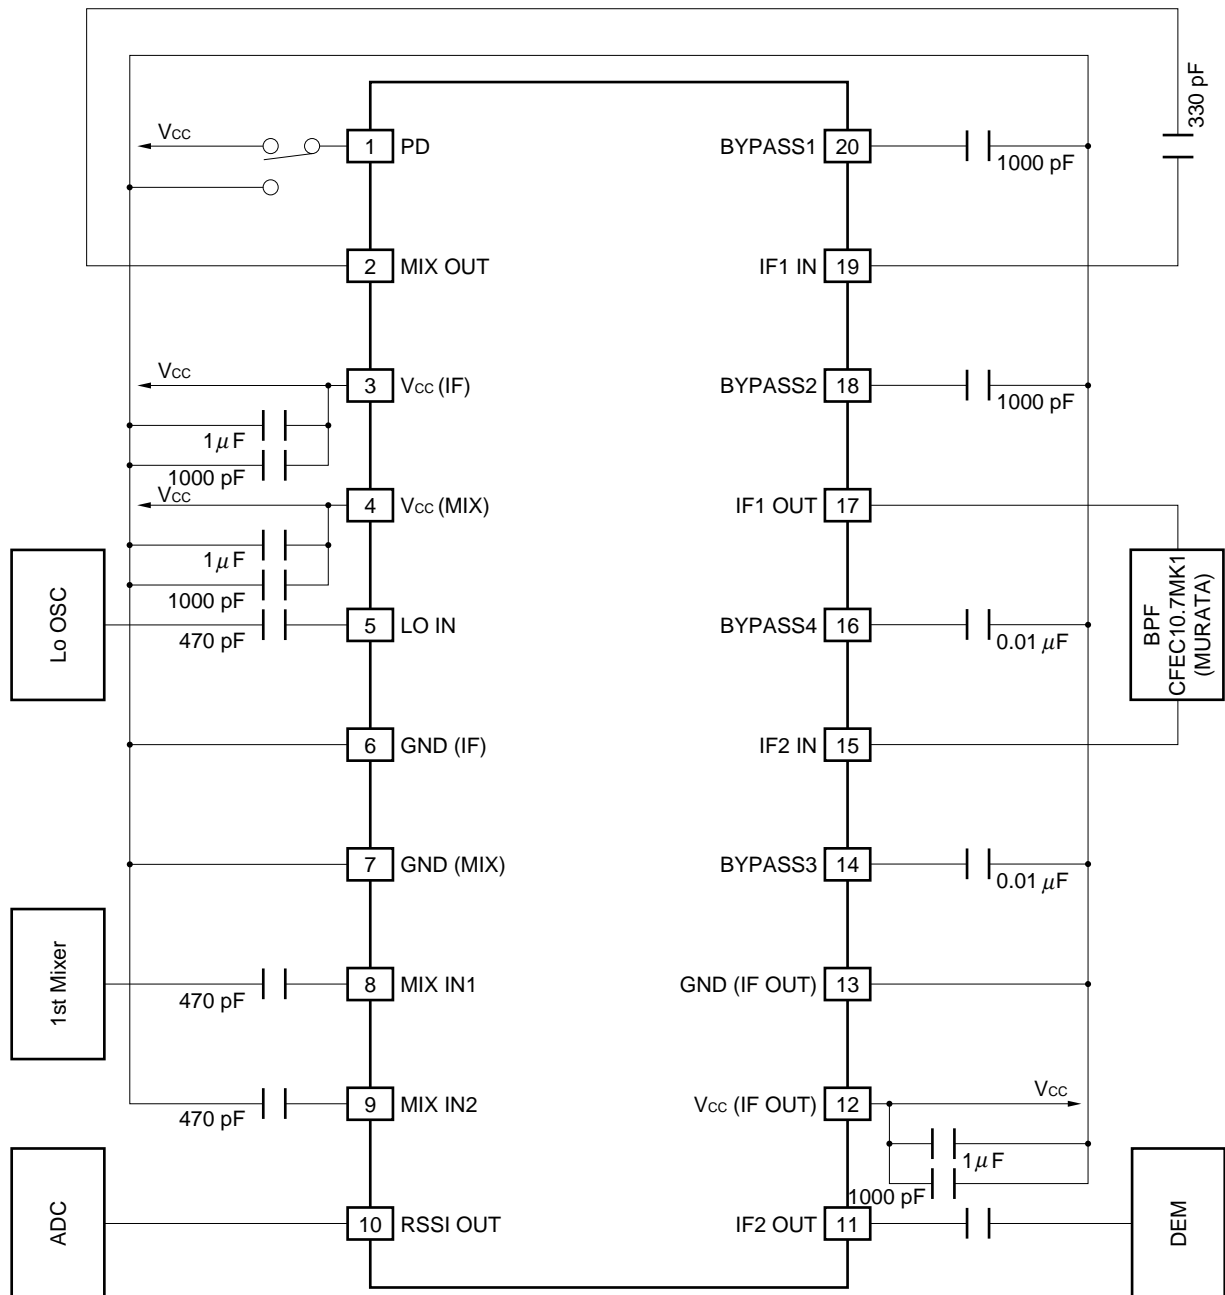 330 pF
Vcc
1 PD
BYPASS1 20
1000 pF
2 MIX OUT
IF1 IN 19
Vcc
3 Vcc (IF)
BYPASS2 18
1000 pF
1 μF
1000 pF
Vcc
4 Vcc (MIX)
IF1 OUT 17
1 μF
1000 pF
Lo OSC
470 pF
5 LO IN
BYPASS4 16
0.01 μF
BPF
CFEC10.7MK1
(MURATA)
6 GND (IF)
IF2 IN 15
7 GND (MIX)
BYPASS3 14
0.01 μF
1st Mixer
470 pF
8 MIX IN1
GND (IF OUT) 13
470 pF
9 MIX IN2
Vcc (IF OUT) 12
Vcc
1 μF
1000 pF
ADC
10 RSSI OUT
IF2 OUT 11
DEM